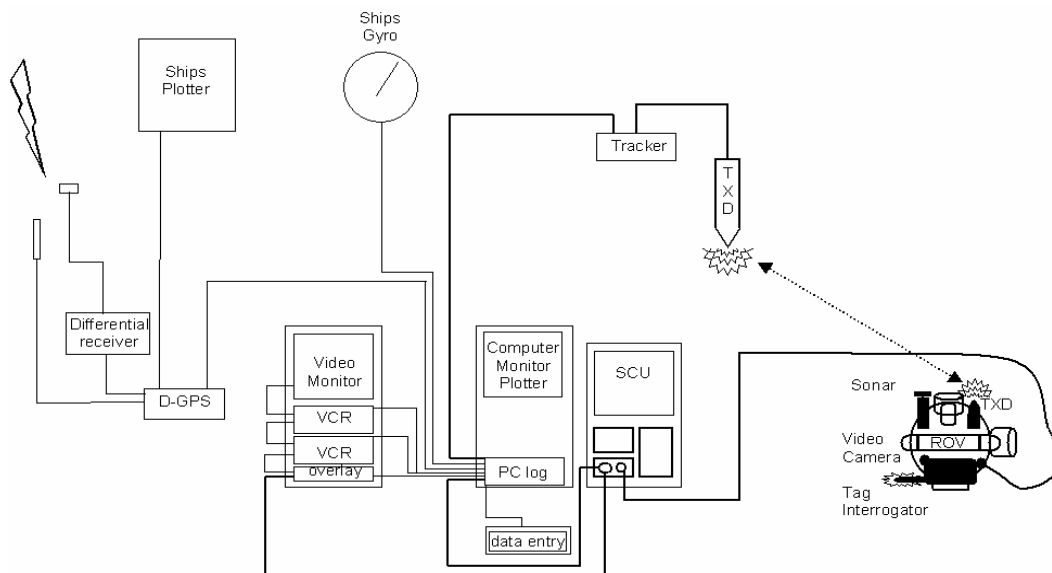 Ships
Gyro
Ships
Plotter
Tracker
TXD
Differential
receiver
D-GPS
Video
Monitor
VCR
VCR
overlay
Computer
Monitor
Plotter
PC log
data entry
SCU
Sonar
TXD
Video
Camera
ROV
Tag
Interrogator